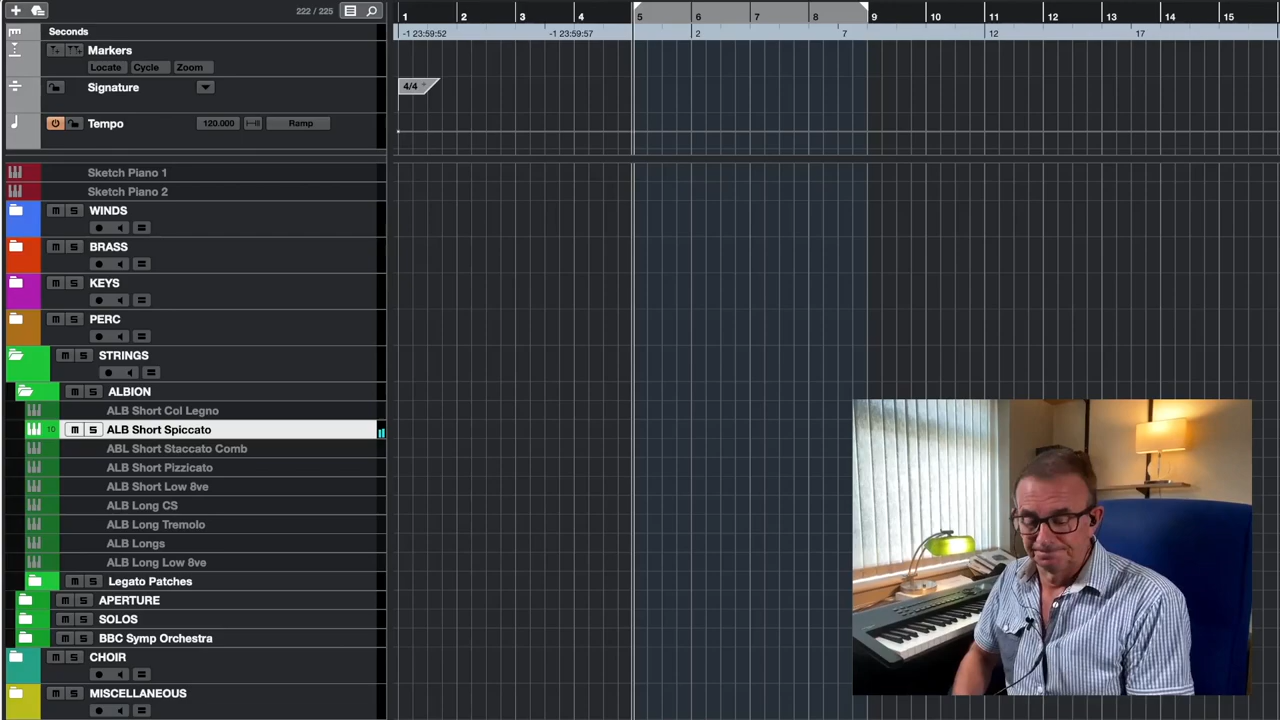 222 / 225
1 2 3 4 5 6 7 8 9 10 11 12 13 14 15
Seconds
-1 23:59:52 -1 23:59:57 2 7 12 17
Markers
Locate Cycle Zoom
Signature
4/4
Tempo 120.000 Ramp
Sketch Piano 1
Sketch Piano 2
M S WINDS
M S BRASS
M S KEYS
M S PERC
M S STRINGS
M S ALBION
ALB Short Col Legno
10 M S ALB Short Spiccato
ABL Short Staccato Comb
ALB Short Pizzicato
ALB Short Low 8ve
ALB Long CS
ALB Long Tremolo
ALB Longs
ALB Long Low 8ve
M S Legato Patches
M S APERTURE
M S SOLOS
M S BBC Symp Orchestra
M S CHOIR
M S MISCELLANEOUS